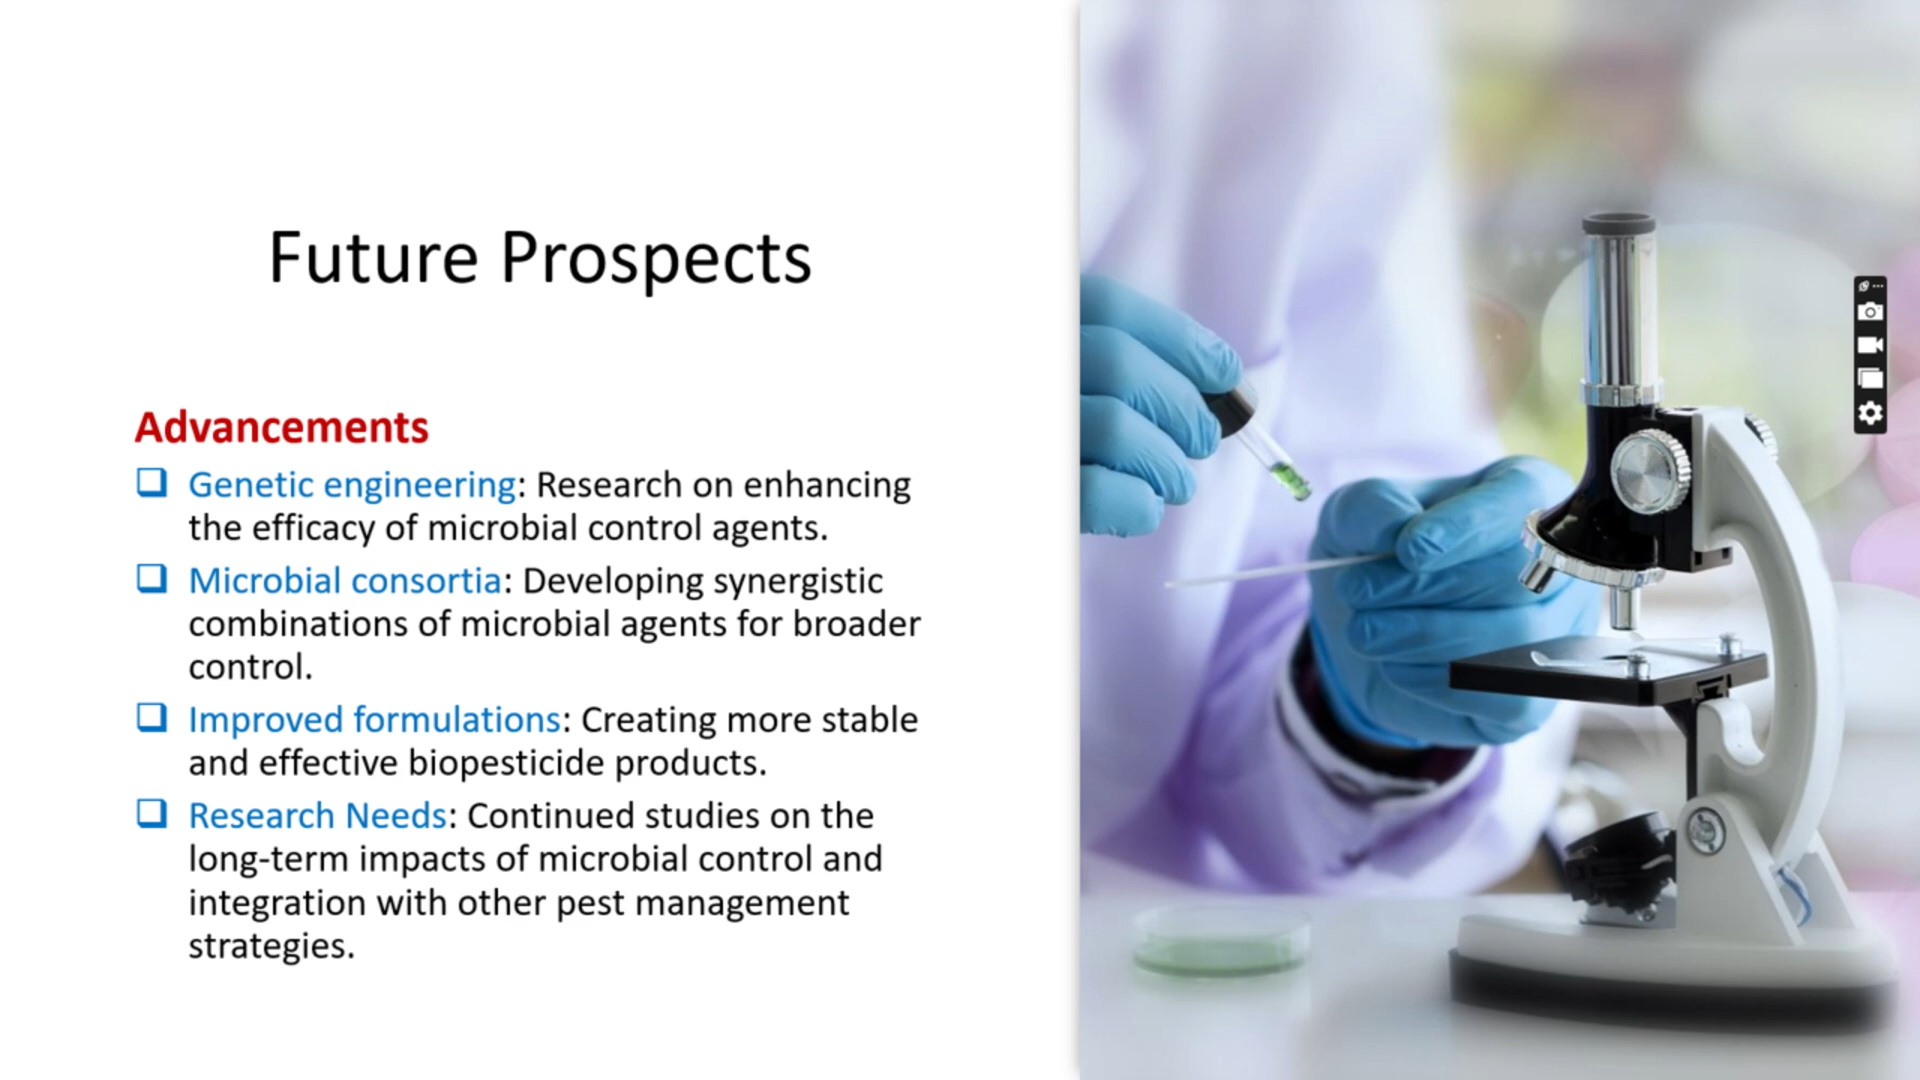 Future Prospects
Advancements
Genetic engineering: Research on enhancing
the efficacy of microbial control agents.
Microbial consortia: Developing synergistic
combinations of microbial agents for broader
control.
Improved formulations: Creating more stable
and effective biopesticide products.
Research Needs: Continued studies on the
long-term impacts of microbial control and
integration with other pest management
strategies.